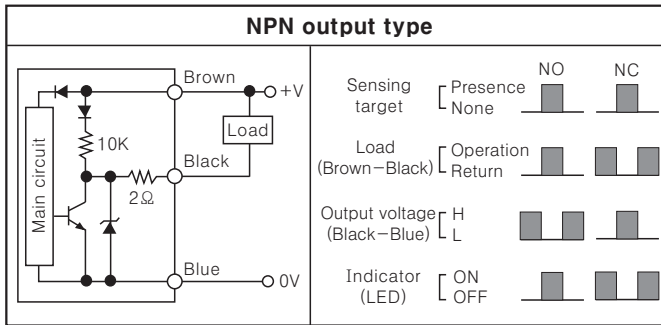 NPN output type
Brown
+V
Load
10K
Black
2Ω
Main circuit
Blue
0V
NO NC
Sensing target Presence None
Load (Brown−Black) Operation Return
Output voltage (Black−Blue) H L
Indicator (LED) ON OFF